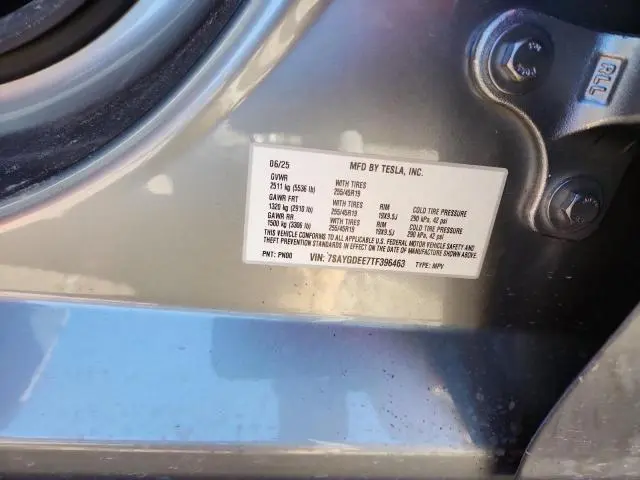 06/25 MFD BY TESLA, INC.
GVWR WITH TIRES
2511 kg (5536 lb) 255/45R19
GAWR FRT WITH TIRES RIM COLD TIRE PRESSURE
1320 kg (2910 lb) 255/45R19 19X9.5J 290 kPa, 42 psi
GAWR RR WITH TIRES RIM COLD TIRE PRESSURE
1500 kg (3306 lb) 255/45R19 19X9.5J 290 kPa, 42 psi
THIS VEHICLE CONFORMS TO ALL APPLICABLE U.S. FEDERAL MOTOR VEHICLE SAFETY AND
THEFT PREVENTION STANDARDS IN EFFECT ON THE DATE OF MANUFACTURE SHOWN ABOVE.
PNT: PN00 VIN: 7SAYGDEE7TF396463 TYPE: MPV
RLL